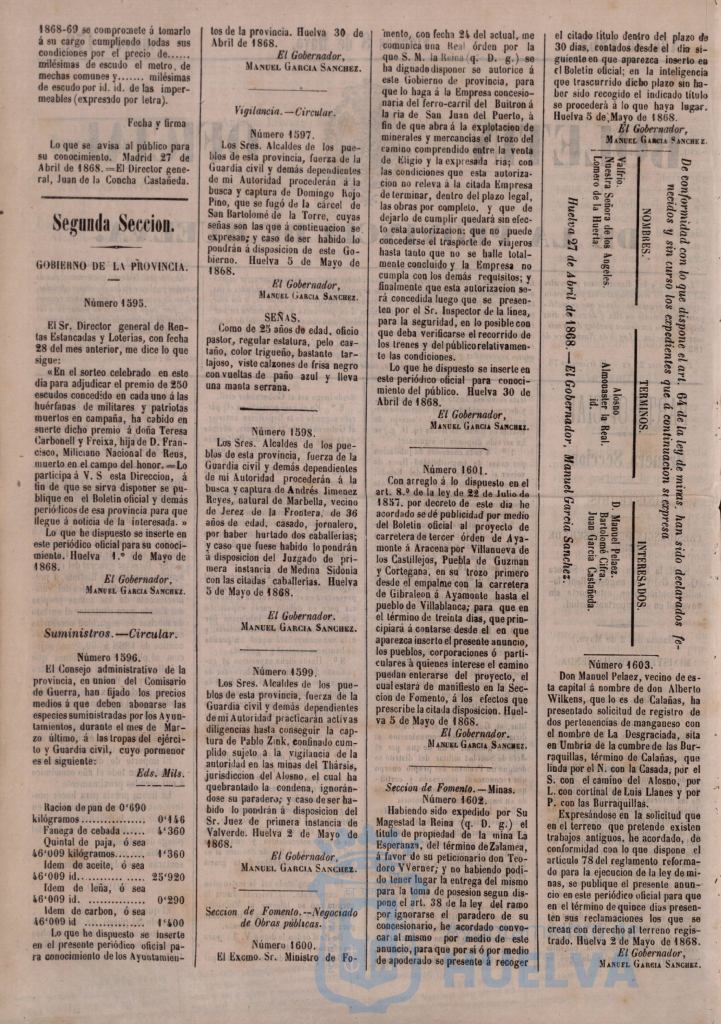 1868-69 se compromete á tomarlo
á su cargo cumpliendo todas sus
condiciones por el precio de......
milésimas de escudo el metro, de
mechas comunes y....... milésimas
de escudo por id. id. de las imper-
meables (expresado por letra).
Fecha y firma
Lo que se avisa al público para
su conocimiento. Madrid 27 de
Abril de 1868.=El Director gene-
ral, Juan de la Concha Castañeda.
Segunda Seccion.
GOBIERNO DE LA PROVINCIA.
Número 1595.
El Sr. Director general de Ren-
tas Estancadas y Loterias, con fecha
28 del mes anterior, me dice lo que
sigue:
«En el sorteo celebrado en este
dia para adjudicar el premio de 250
escudos concedido en cada uno á las
huérfanas de militares y patriotas
muertos en campaña, ha cabido en
suerte dicho premio á doña Teresa
Carbonell y Freixa, hija de D. Fran-
cisco, Miliciano Nacional de Reus,
muerto en el campo del honor.=Lo
participo á V. S esta Direccion, á
fin de que se sirva disponer se pu-
blique en el Boletin oficial y demás
periódicos de esa provincia para que
llegue á noticia de la interesada.»
Lo que he dispuesto se inserte en
este periódico oficial para su conoci-
miento. Huelva 1.º de Mayo de
1868.
El Gobernador,
MANUEL GARCIA SANCHEZ.
Suministros.—Circular.
Número 1596.
El Consejo administrativo de la
provincia, en union del Comisario
de Guerra, han fijado los precios
medios á que deben abonarse las
especies suministradas por los Ayun-
tamientos, durante el mes de Mar-
zo último, á las tropas del ejérci-
to y Guardia civil, cuyo pormenor
es el siguiente:
Eds. Mils.
Racion de pan de 0'690
kilógramos............... 0'146
Fanega de cebada...... 4'360
Quintal de paja, ó sea
46'009 kilógramos....... 1'360
Idem de aceite, ó sea
46'009 id................. 25'920
Idem de leña, ó sea
46'009 id................. 0'290
Idem de carbon, ó sea
46'009 id ................. 1'400
Lo que he dispuesto se inserte
en el presente periódico oficial pa-
ra conocimiento de los Ayuntamien-
tos de la provincia. Huelva 30 de
Abril de 1868.
El Gobernador,
MANUEL GARCIA SANCHEZ.
Vigilancia.—Circular.
Número 1597.
Los Sres. Alcaldes de los pue-
blos de esta provincia, fuerza de la
Guardia civil y demás dependientes
de mi Autoridad procederán á la
busca y captura de Domingo Rojo
Pino, que se fugó de la cárcel de
San Bartolomé de la Torre, cuyas
señas son las que á continuacion se
expresan; y caso de ser habido lo
pondrán á disposicion de este Go-
bierno. Huelva 5 de Mayo de
1868.
El Gobernador,
MANUEL GARCIA SANCHEZ.
SEÑAS.
Como de 25 años de edad, oficio
pastor, regular estatura, pelo cas-
taño, color trigueño, bastante tar-
tajoso, viste calzones de frisa negro
con vueltas de paño azul y lleva
una manta serrana.
Número 1598.
Los Sres. Alcaldes de los pue-
blos de esta provincia, fuerza de la
Guardia civil y demás dependientes
de mi Autoridad procederán á la
busca y captura de Andrés Jimenez
Reyes, natural de Marbella, vecino
de Jerez de la Frontera, de 36
años de edad, casado, jornalero,
por haber hurtado dos caballerias;
y caso que fuese habido lo pondrán
á disposicion del Juzgado de pri-
mera instancia de Medina Sidonia
con las citadas caballerias. Huelva
5 de Mayo de 1868.
El Gobernador.
MANUEL GARCIA SANCHEZ.
Número 1599.
Los Sres. Alcaldes de los pue-
blos de esta provincia, fuerza de la
Guardia civil y demás dependientes
de mi Autoridad practicarán activas
diligencias hasta conseguir la cap-
tura de Pablo Zink, confinado cum-
plido sujeto á la vigilancia de la
autoridad en las minas del Thársis,
jurisdiccion del Alosno, el cual ha
quebrantado la condena, ignorán-
dose su paradero; y caso de ser ha-
bido lo pondrán á disposicion del
Sr. Juez de primera instancia de
Valverde. Huelva 2 de Mayo de
1868.
El Gobernador,
MANUEL GARCIA SANCHEZ.
Seccion de Fomento.—Negociado
de Obras públicas.
Número 1600.
El Excmo. Sr. Ministro de Fo-
mento, con fecha 24 del actual, me
comunica una Real órden por la
que S. M. la Reina (q. D. g.) se
ha dignado disponer se autorice á
este Gobierno de provincia, para
que lo haga á la Empresa concesio-
naria del ferro-carril del Buitron á
la ria de San Juan del Puerto, á
fin de que abra á la explotacion de
minerales y mercancias el trozo del
camino comprendido entre la venta
de Eligio y la expresada ria; con
las condiciones que esta autoriza-
cion no releva á la citada Empresa
de terminar, dentro del plazo legal,
las obras por completo, y que de
dejarlo de cumplir quedará sin efec-
to esta autorizacion; que no puede
concederse el trasporte de viajeros
hasta tanto que no se halle total-
mente concluido y la Empresa no
cumpla con los demás requisitos; y
finalmente que esta autorizacion se-
rá concedida luego que se presenten
por el Sr. Inspector de la linea,
para la seguridad, en lo posible con
que deba verificarse el recorrido de
los trenes y del público relativamente
las condiciones.
Lo que he dispuesto se inserte en
este periódico oficial para conoci-
miento del público. Huelva 30 de
Abril de 1868.
El Gobernador,
MANUEL GARCIA SANCHEZ.
Número 1601.
Con arreglo á lo dispuesto en el
art. 8.º de la ley de 22 de Julio de
1857, por decreto de este dia he
acordado se dé publicidad por medio
del Boletin oficial al proyecto de
carretera de tercer órden de Aya-
monte á Aracena por Villanueva de
los Castillejos, Puebla de Guzman
y Cortegana, en su trozo primero
desde el empalme con la carretera
de Gibraleon á Ayamonte hasta el
pueblo de Villablanca; para que en
el término de treinta dias, que prin-
cipiará á contarse desde el en que
aparezca inserto el presente anuncio,
los pueblos, corporaciones ó parti-
culares á quienes interese el camino
puedan enterarse del proyecto, el
cual estará de manifiesto en la Sec-
cion de Fomento, á los efectos que
prescribe la citada disposicion. Huel-
va 5 de Mayo de 1868.
El Gobernador.
MANUEL GARCIA SANCHEZ.
Seccion de Fomento.—Minas.
Número 1602.
Habiendo sido expedido por Su
Magestad la Reina (q. D. g.) el
titulo de propiedad de la mina La
Esperanza, del término de Zalamea,
á favor de su peticionario don Teo-
doro VVerner; y no habiendo podi-
do tener lugar la entrega del mismo
para la toma de posesion segun dis-
pone el art. 38 de la ley del ramo
por ignorarse el paradero de su
concesionario, he acordado convo-
car al mismo por medio de este
anuncio, para que por si ó por medio
de apoderado se presente á recoger
el citado título dentro del plazo de
30 dias, contados desde el dia si-
guiente en que aparezca inserto en
el Boletin oficial; en la inteligencia
que trascurrido dicho plazo sin ha-
ber sido recogido el indicado título
se procederá á lo que haya lugar.
Huelva 5 de Mayo de 1868.
El Gobernador,
MANUEL GARCIA SANCHEZ.
De conformidad con lo que dispone el art. 64 de la ley de minas, han sido declarados fe-
necidos y sin curso los expedientes que á continuacion se expresa
NOMBRES. TERMINOS. INTERESADOS.
Valfrio. Alosno. D. Manuel Pelaez.
Nuestra Señora de los Angeles. Almonaster la Real. Bartolomé Cifra.
Lomero de la Huerta. id. Juan Garcia Castañeda.
Huelva 27 de Abril de 1868.—El Gobernador, Manuel Garcia Sanchez.
Número 1603.
Don Manuel Pelaez, vecino de es-
ta capital á nombre de don Alberto
Wilkens, que lo es de Calañas, ha
presentado solicitud de registro de
dos pertenencias de manganeso con
el nombre de La Desgraciada, sita
en Umbria de la cumbre de las Bur-
raquillas, término de Calañas, que
linda por el N. con la Casada, por el
S. con el camino del Alosno, por
L. con cortinal de Luis Llanes y por
P. con las Burraquillas.
Expresándose en la solicitud que
en el terreno que pretende existen
trabajos antiguos, he acordado, de
conformidad con lo que dispone el
artículo 78 del reglamento reforma-
do para la ejecucion de la ley de mi-
nas, se publique el presente anun-
cio en este periódico oficial para que
en el término de quince dias presen-
ten sus reclamaciones los que se
crean con derecho al terreno regis-
trado. Huelva 2 de Mayo de 1868.
El Gobernador,
MANUEL GARCIA SANCHEZ.
HUELVA